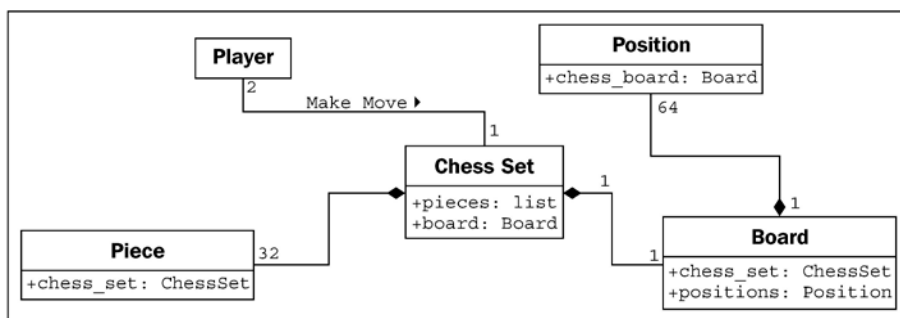 Player
2
Make Move
1
Position
+chess_board: Board
64
Chess Set
+pieces: list
+board: Board
1
1
1
Piece
+chess_set: ChessSet
32
Board
+chess_set: ChessSet
+positions: Position